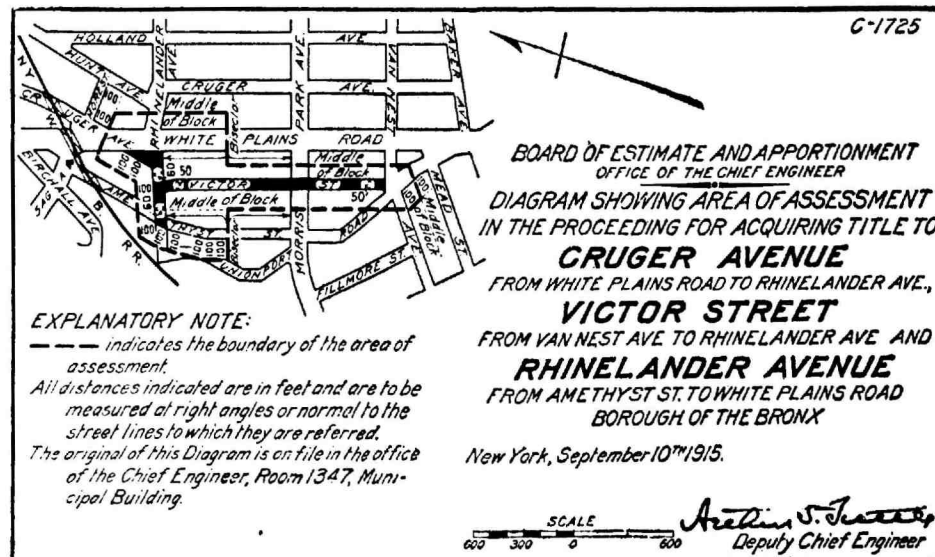 C-1725
HOLLAND AVE
HUNT AVE
RHINELANDER AVE.
BAKER AVE
CRUGER AVE.
PARK AVE.
VAN NEST
CRUGER AVE
Middle of Block
Bisector
WHITE PLAINS ROAD
Middle of Block
VICTOR ST
50
50
Middle of Block
100
100
100
60
BIRCHALL AVE
SAG
N.Y. W. & B. R.R.
AMETHYST ST
Bisector
UNIONPORT ROAD
MORRIS
FILLMORE ST.
AVE
MEAD ST.
Middle of Block
BOARD OF ESTIMATE AND APPORTIONMENT
OFFICE OF THE CHIEF ENGINEER
DIAGRAM SHOWING AREA OF ASSESSMENT
IN THE PROCEEDING FOR ACQUIRING TITLE TO
CRUGER AVENUE
FROM WHITE PLAINS ROAD TO RHINELANDER AVE.,
VICTOR STREET
FROM VAN NEST AVE TO RHINELANDER AVE AND
RHINELANDER AVENUE
FROM AMETHYST ST. TO WHITE PLAINS ROAD
BOROUGH OF THE BRONX
New York, September 10TH 1915.
EXPLANATORY NOTE:
indicates the boundary of the area of
assessment.
All distances indicated are in feet and are to be
measured at right angles or normal to the
street lines to which they are referred.
The original of this Diagram is on file in the office
of the Chief Engineer, Room 1347, Muni-
cipal Building.
SCALE
600 300 0 600
Arthur S. Tuttle
Deputy Chief Engineer